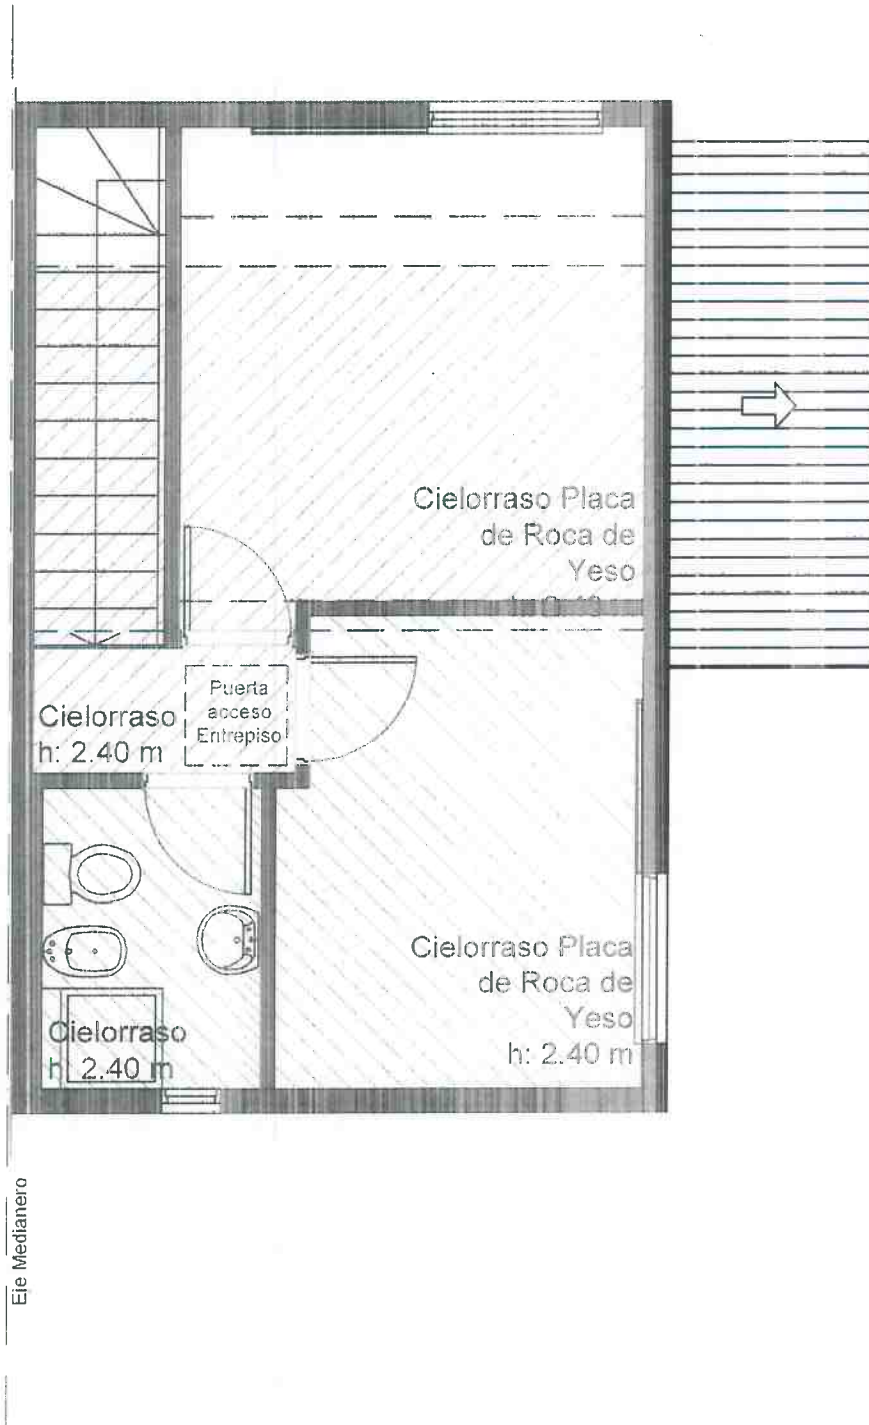 Cielorraso Placa
de Roca de
Yeso
Puerta
acceso
Entrepiso
Cielorraso
h: 2.40 m
Cielorraso Placa
de Roca de
Yeso
h: 2.40 m
Cielorraso
h: 2.40 m
Eje Medianero